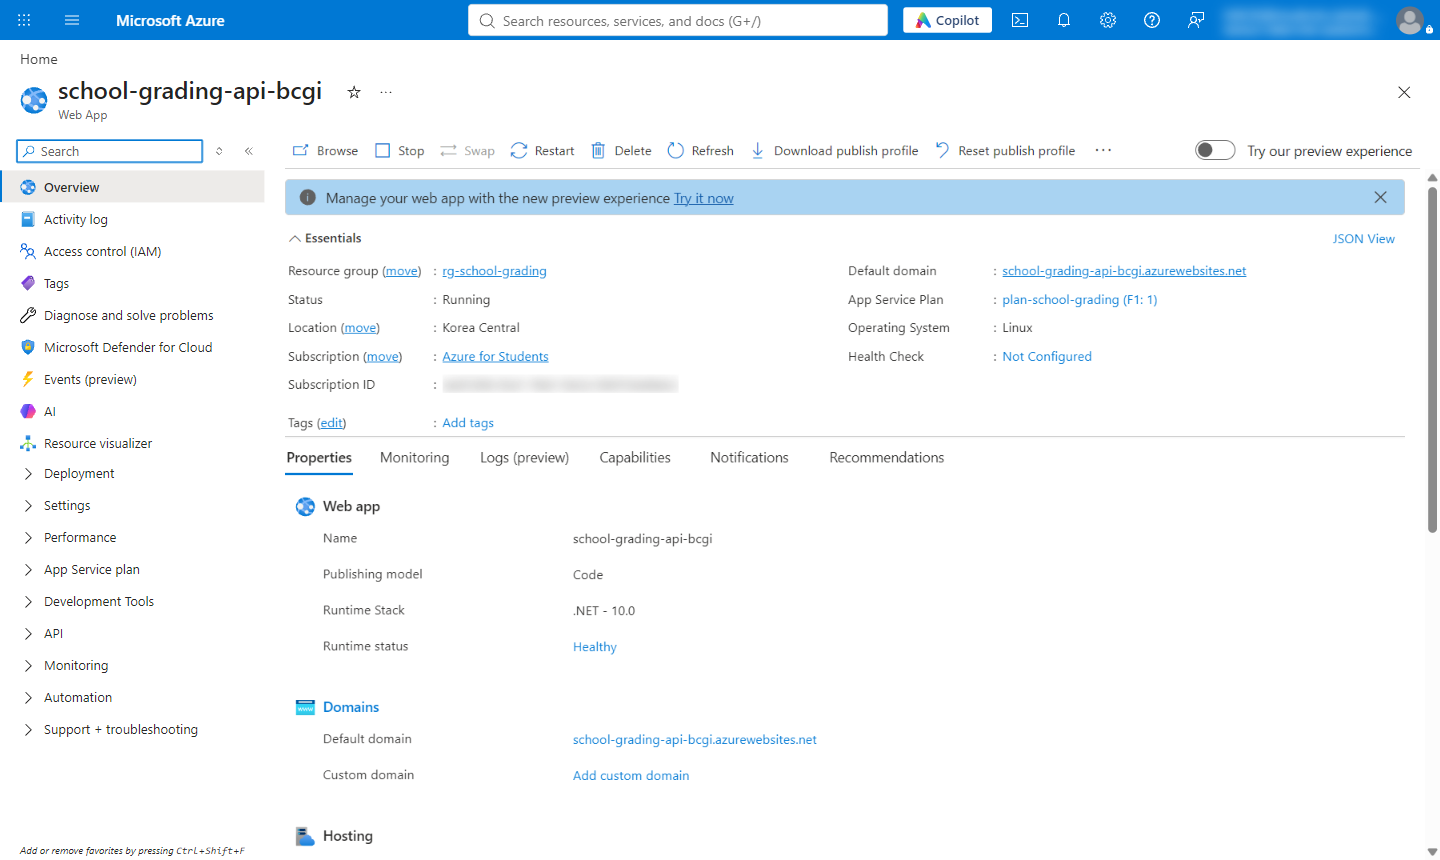 Microsoft Azure
Search resources, services, and docs (G+/)
Copilot
Home
school-grading-api-bcgi
Web App
Search
Browse
Stop
Swap
Restart
Delete
Refresh
Download publish profile
Reset publish profile
Try our preview experience
Overview
Activity log
Access control (IAM)
Tags
Diagnose and solve problems
Microsoft Defender for Cloud
Events (preview)
AI
Resource visualizer
Deployment
Settings
Performance
App Service plan
Development Tools
API
Monitoring
Automation
Support + troubleshooting
Add or remove favorites by pressing Ctrl+Shift+F
Manage your web app with the new preview experience Try it now
Essentials
JSON View
Resource group (move) : rg-school-grading
Status : Running
Location (move) : Korea Central
Subscription (move) : Azure for Students
Subscription ID :
Tags (edit) : Add tags
Default domain : school-grading-api-bcgi.azurewebsites.net
App Service Plan : plan-school-grading (F1: 1)
Operating System : Linux
Health Check : Not Configured
Properties
Monitoring
Logs (preview)
Capabilities
Notifications
Recommendations
Web app
Name school-grading-api-bcgi
Publishing model Code
Runtime Stack .NET - 10.0
Runtime status Healthy
Domains
Default domain school-grading-api-bcgi.azurewebsites.net
Custom domain Add custom domain
Hosting